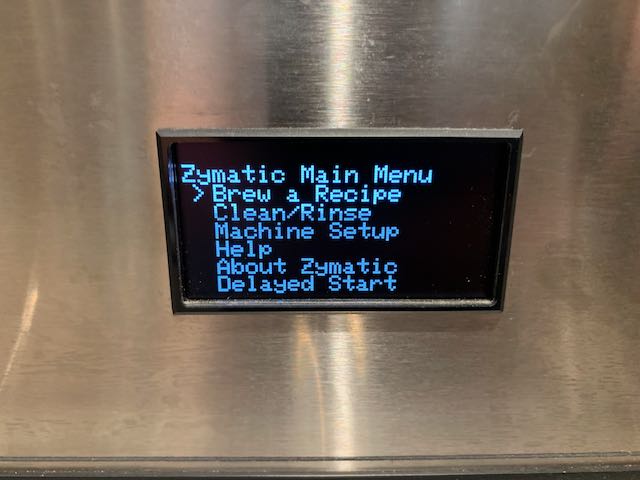 Zymatic Main Menu
> Brew a Recipe
Clean/Rinse
Machine Setup
Help
About Zymatic
Delayed Start